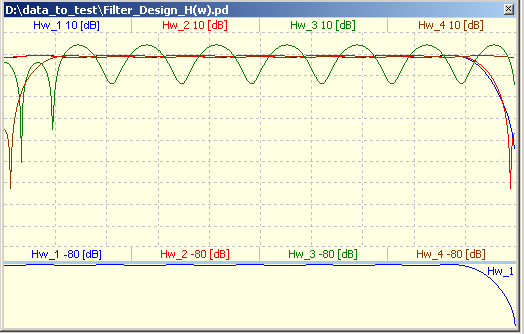 D:\data_to_test\Filter_Design_H(w).pd
Hw_1 10 [dB] Hw_2 10 [dB] Hw_3 10 [dB] Hw_4 10 [dB]
Hw_1 -80 [dB] Hw_2 -80 [dB] Hw_3 -80 [dB] Hw_4 -80 [dB]
Hw_1